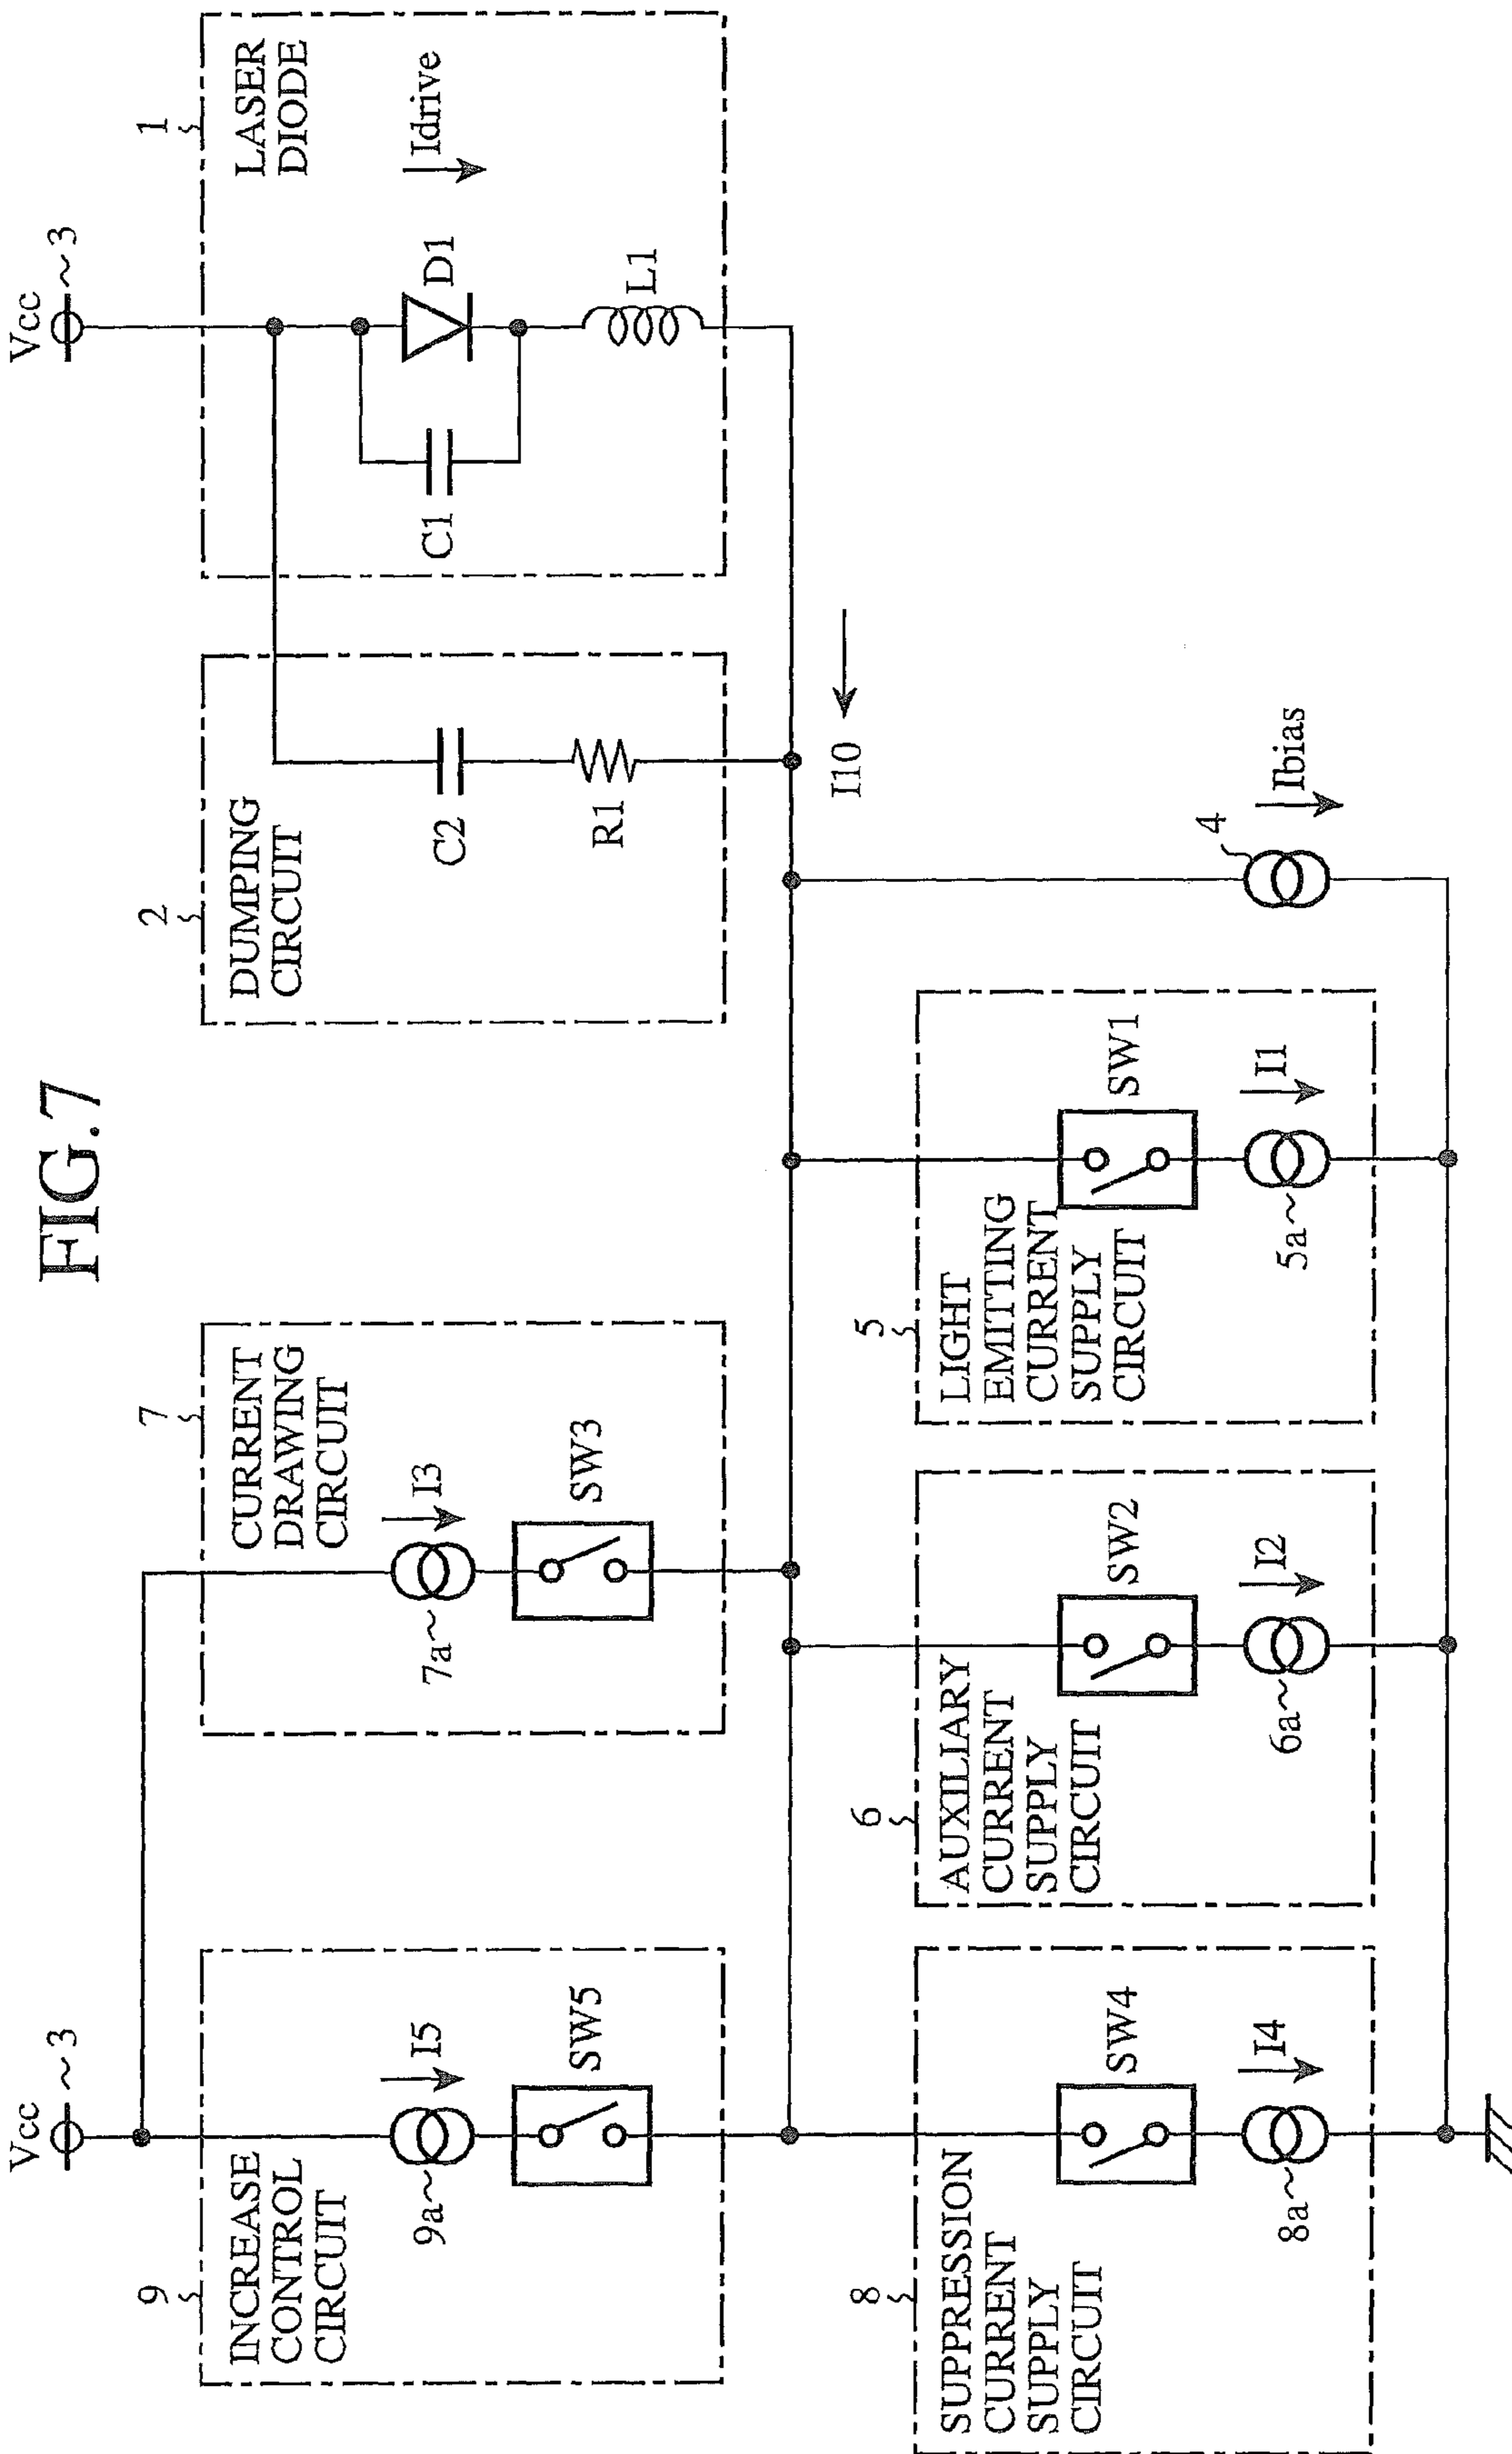 FIG.7
Vcc
~3
Vcc
~3
9
INCREASE
CONTROL
CIRCUIT
9a~
I5
SW5
7
CURRENT
DRAWING
CIRCUIT
7a~
I3
SW3
2
DUMPING
CIRCUIT
C2
R1
1
LASER
DIODE
Idrive
D1
C1
L1
I10
8
SUPPRESSION
CURRENT
SUPPLY
CIRCUIT
SW4
8a~
I4
6
AUXILIARY
CURRENT
SUPPLY
CIRCUIT
SW2
6a~
I2
5
LIGHT
EMITTING
CURRENT
SUPPLY
CIRCUIT
SW1
5a~
I1
4
Ibias